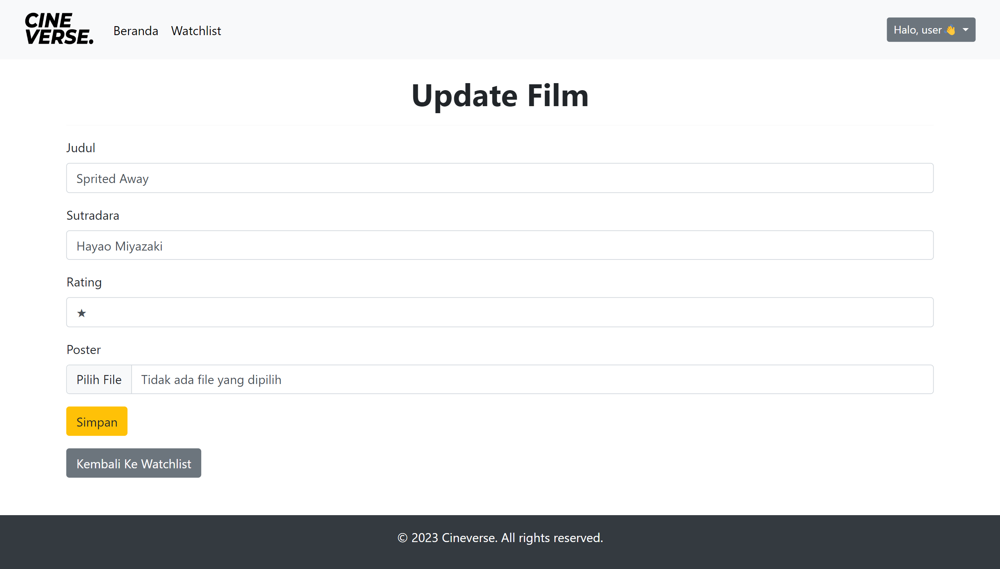 CINE
VERSE.
Beranda Watchlist
Halo, user 👋
Update Film
Judul
Sprited Away
Sutradara
Hayao Miyazaki
Rating
★
Poster
Pilih File Tidak ada file yang dipilih
Simpan
Kembali Ke Watchlist
© 2023 Cineverse. All rights reserved.